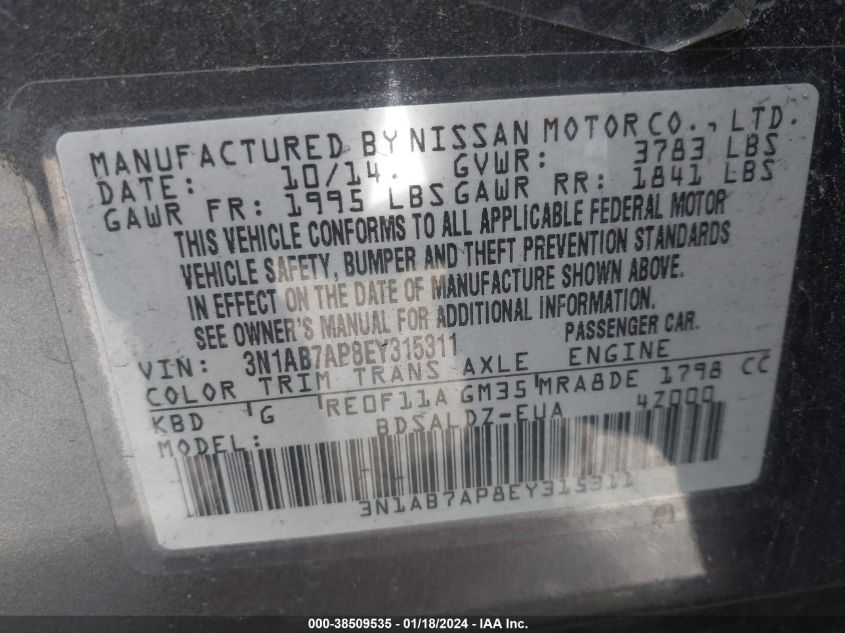 MANUFACTURED BY NISSAN MOTOR CO., LTD.
DATE: 10/14. GVWR: 3783 LBS
GAWR FR: 1995 LBS GAWR RR: 1841 LBS
THIS VEHICLE CONFORMS TO ALL APPLICABLE FEDERAL MOTOR
VEHICLE SAFETY, BUMPER AND THEFT PREVENTION STANDARDS
IN EFFECT ON THE DATE OF MANUFACTURE SHOWN ABOVE.
SEE OWNER'S MANUAL FOR ADDITIONAL INFORMATION.
VIN: 3N1AB7AP8EY315311 PASSENGER CAR.
COLOR TRIM TRANS AXLE ENGINE
KBD G RE0F11A GM35 MRA8DE 1798 CC
MODEL: BDSALDZ-EUA 4Z000
3N1AB7AP8EY315311
000-38509535 - 01/18/2024 - IAA, Inc.